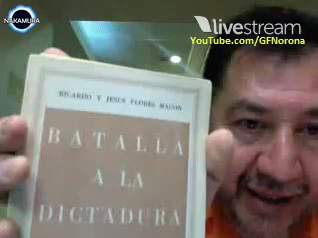 NAKAMURA
livestream
YouTube.com/GFNorona
RICARDO Y JESUS FLORES MAGON
BATALLA
A LA
DICTADURA